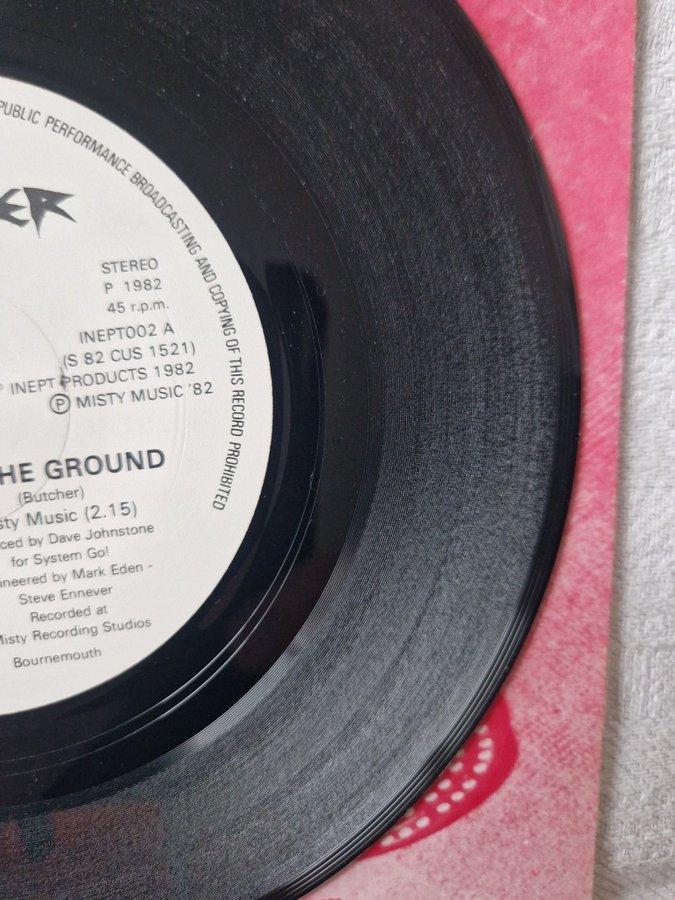 PUBLIC PERFORMANCE BROADCASTING AND COPYING OF THIS RECORD PROHIBITED
ER
STEREO
P 1982
45 r.p.m.
INEPT002 A
(S 82 CUS 1521)
P INEPT PRODUCTS 1982
Ⓟ MISTY MUSIC '82
HE GROUND
(Butcher)
sty Music (2.15)
ced by Dave Johnstone
for System Go!
gineered by Mark Eden -
Steve Ennever
Recorded at
Misty Recording Studios
Bournemouth